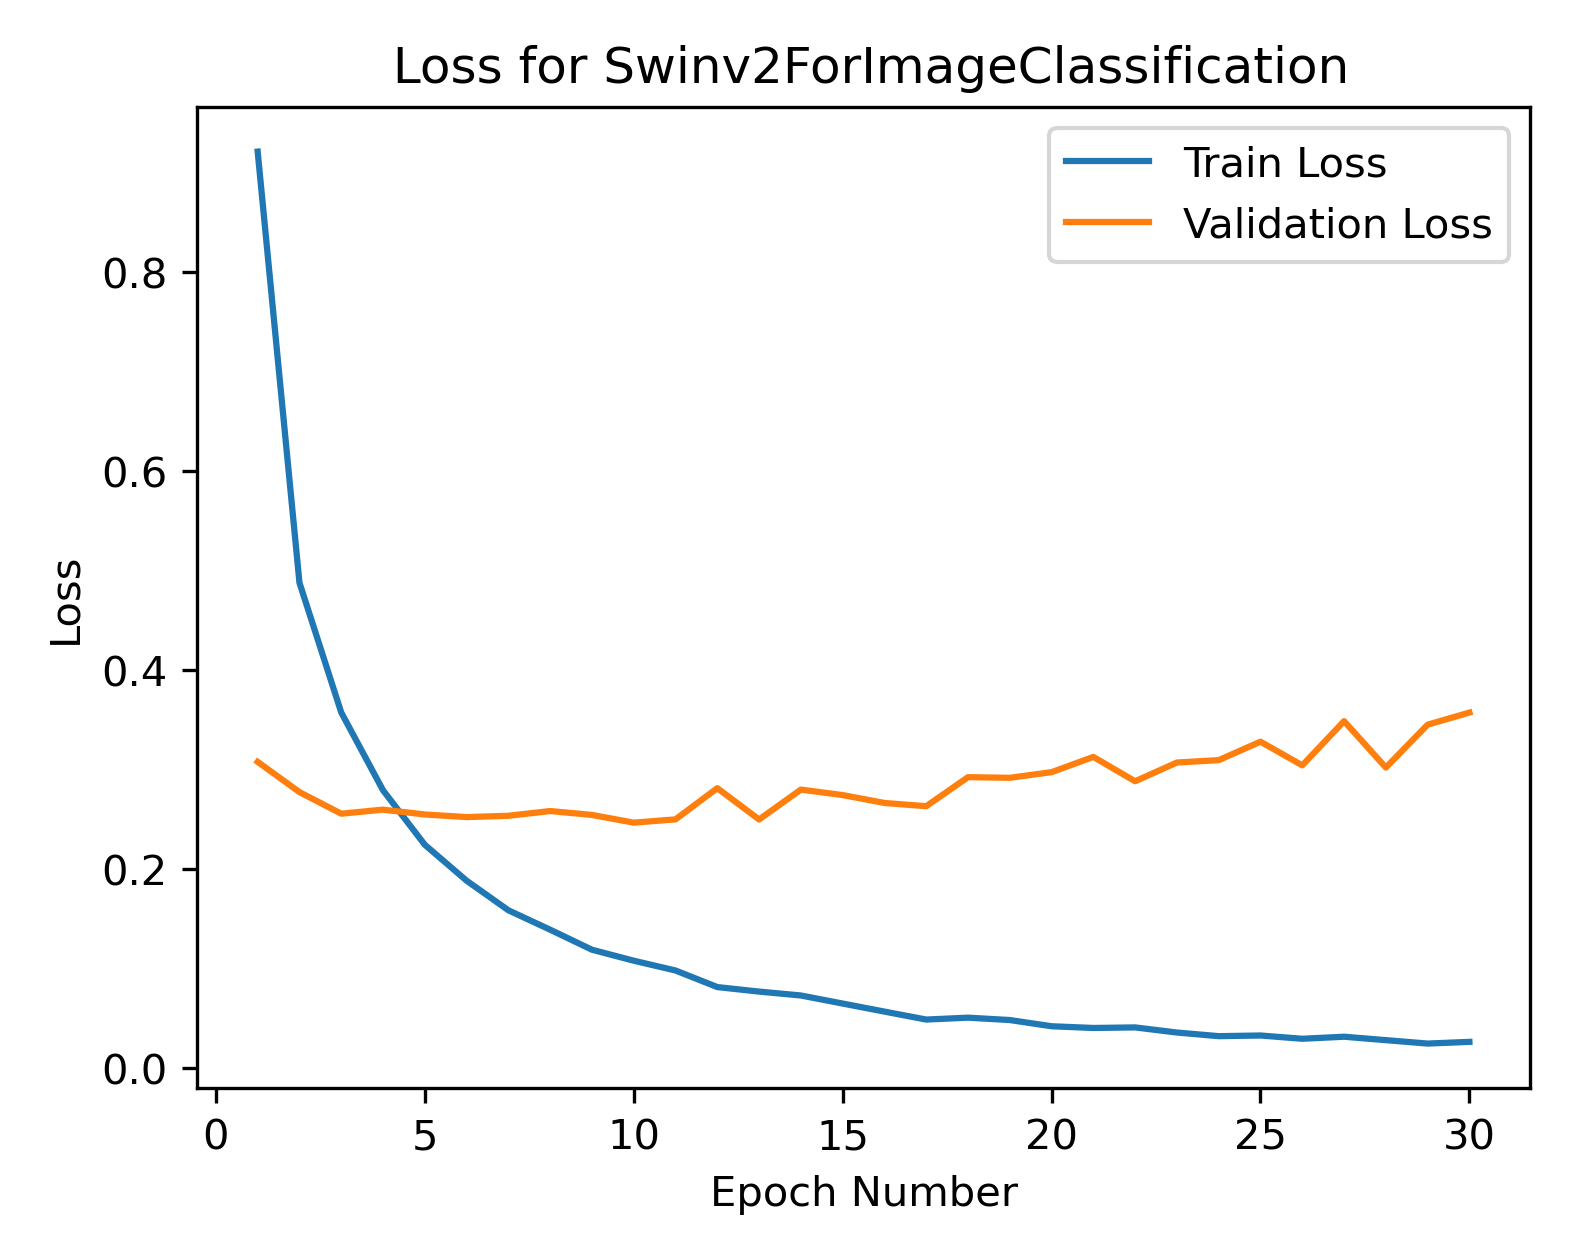 Loss for Swinv2ForImageClassification
Train Loss
Validation Loss
0.8
0.6
0.4
0.2
0.0
Loss
0 5 10 15 20 25 30
Epoch Number